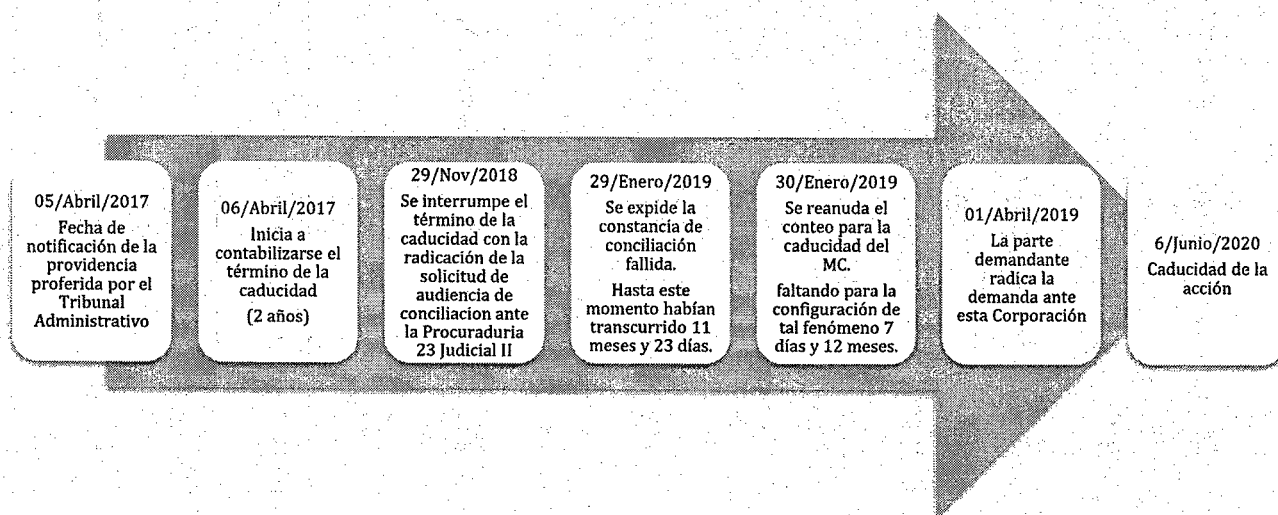 05/Abril/2017
Fecha de
notificación de la
providencia
proferida por el
Tribunal
Administrativo
06/Abril/2017
Inicia a
contabilizarse el
término de la
caducidad
(2 años)
29/Nov/2018
Se interrumpe el
término de la
caducidad con la
radicación de la
solicitud de
audiencia de
conciliacion ante
la Procuraduria
23 Judicial II
29/Enero/2019
Se expide la
constancia de
conciliación
fallida.
Hasta este
momento habían
transcurrido 11
meses y 23 días.
30/Enero/2019
Se reanuda el
conteo para la
caducidad del
MC.
faltando para la
configuración de
tal fenómeno 7
días y 12 meses.
01/Abril/2019
La parte
demandante
radica la
demanda ante
esta Corporación
6/Junio/2020
Caducidad de la
acción